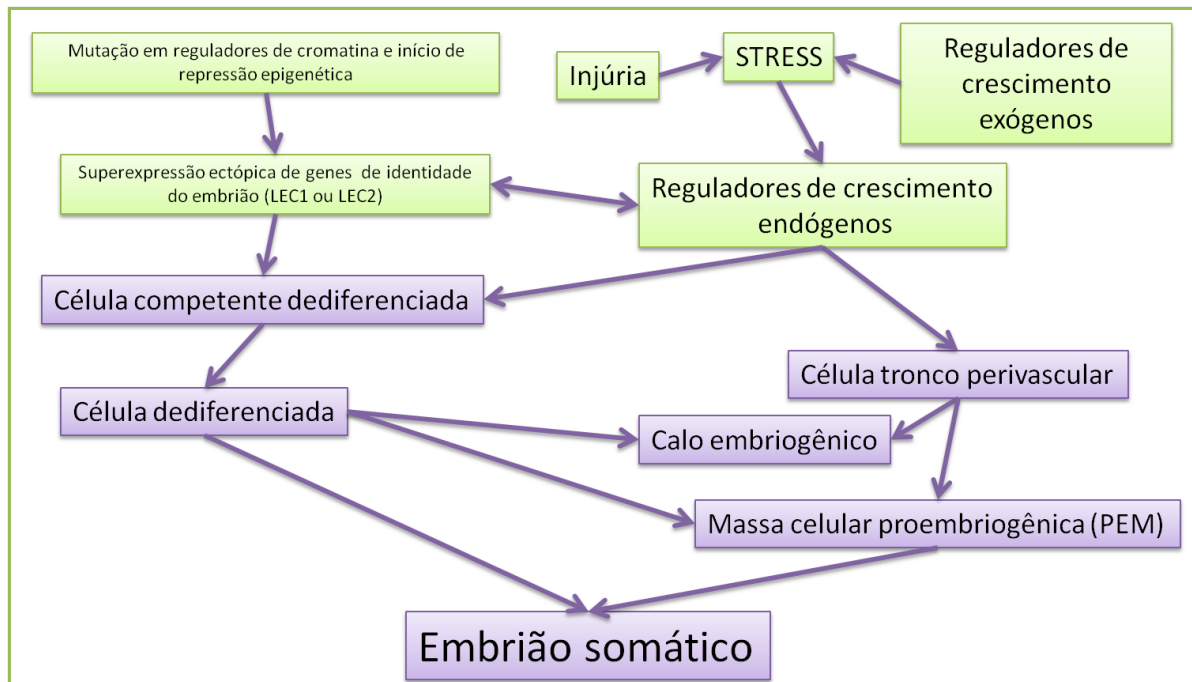 Mutação em reguladores de cromatina e início de
repressão epigenética
Injúria
STRESS
Reguladores de
crescimento
exógenos
Superexpressão ectópica de genes de identidade
do embrião (LEC1 ou LEC2)
Reguladores de crescimento
endógenos
Célula competente dediferenciada
Célula tronco perivascular
Célula dediferenciada
Calo embriogênico
Massa celular proembriogênica (PEM)
Embrião somático